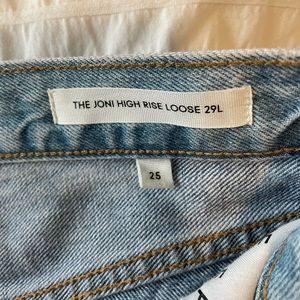 THE JONI HIGH RISE LOOSE 29L
25